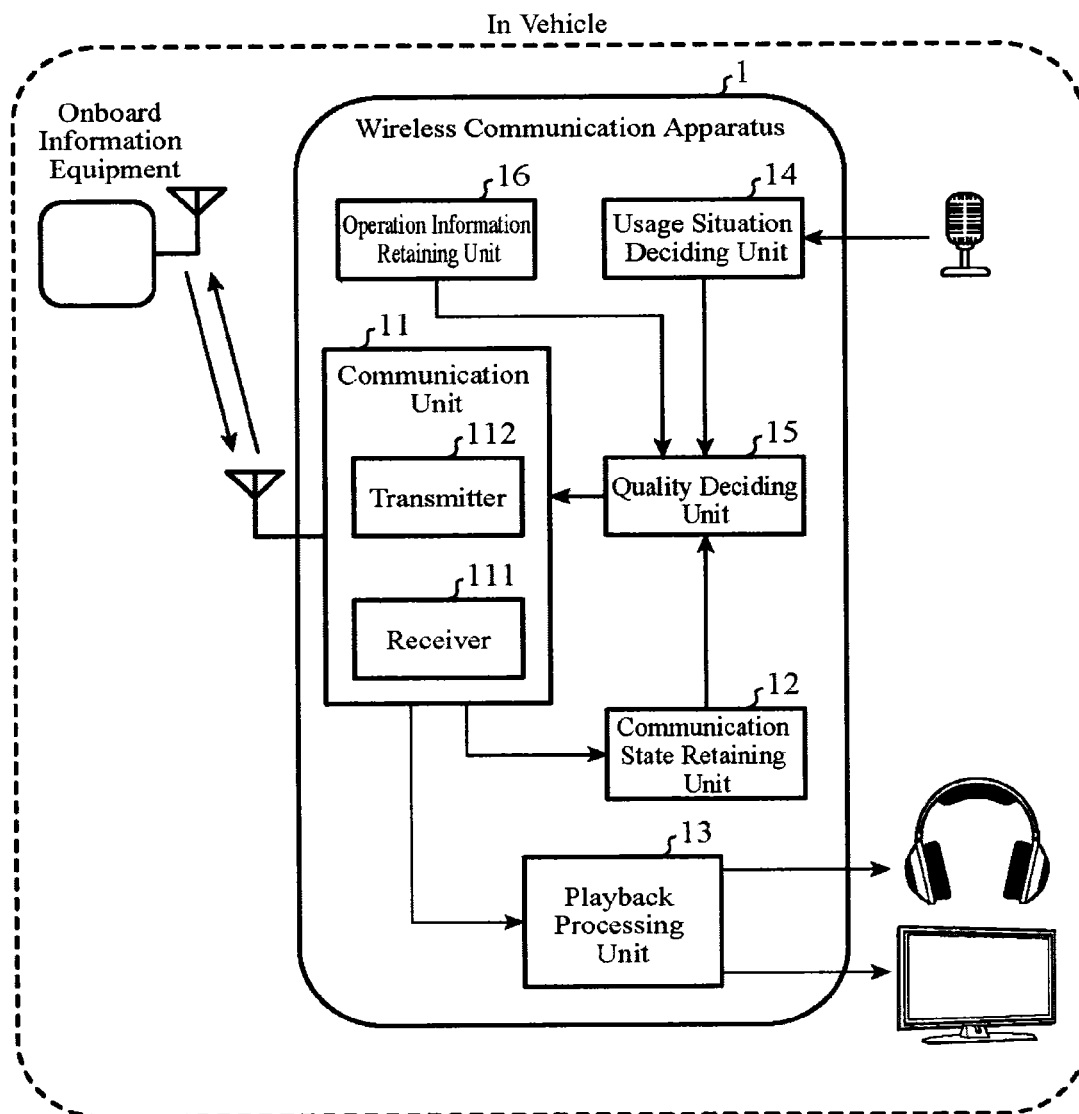 In Vehicle
1
Onboard
Information
Equipment
Wireless Communication Apparatus
16
Operation Information
Retaining Unit
14
Usage Situation
Deciding Unit
11
Communication
Unit
112
Transmitter
15
Quality Deciding
Unit
111
Receiver
12
Communication
State Retaining
Unit
13
Playback
Processing
Unit